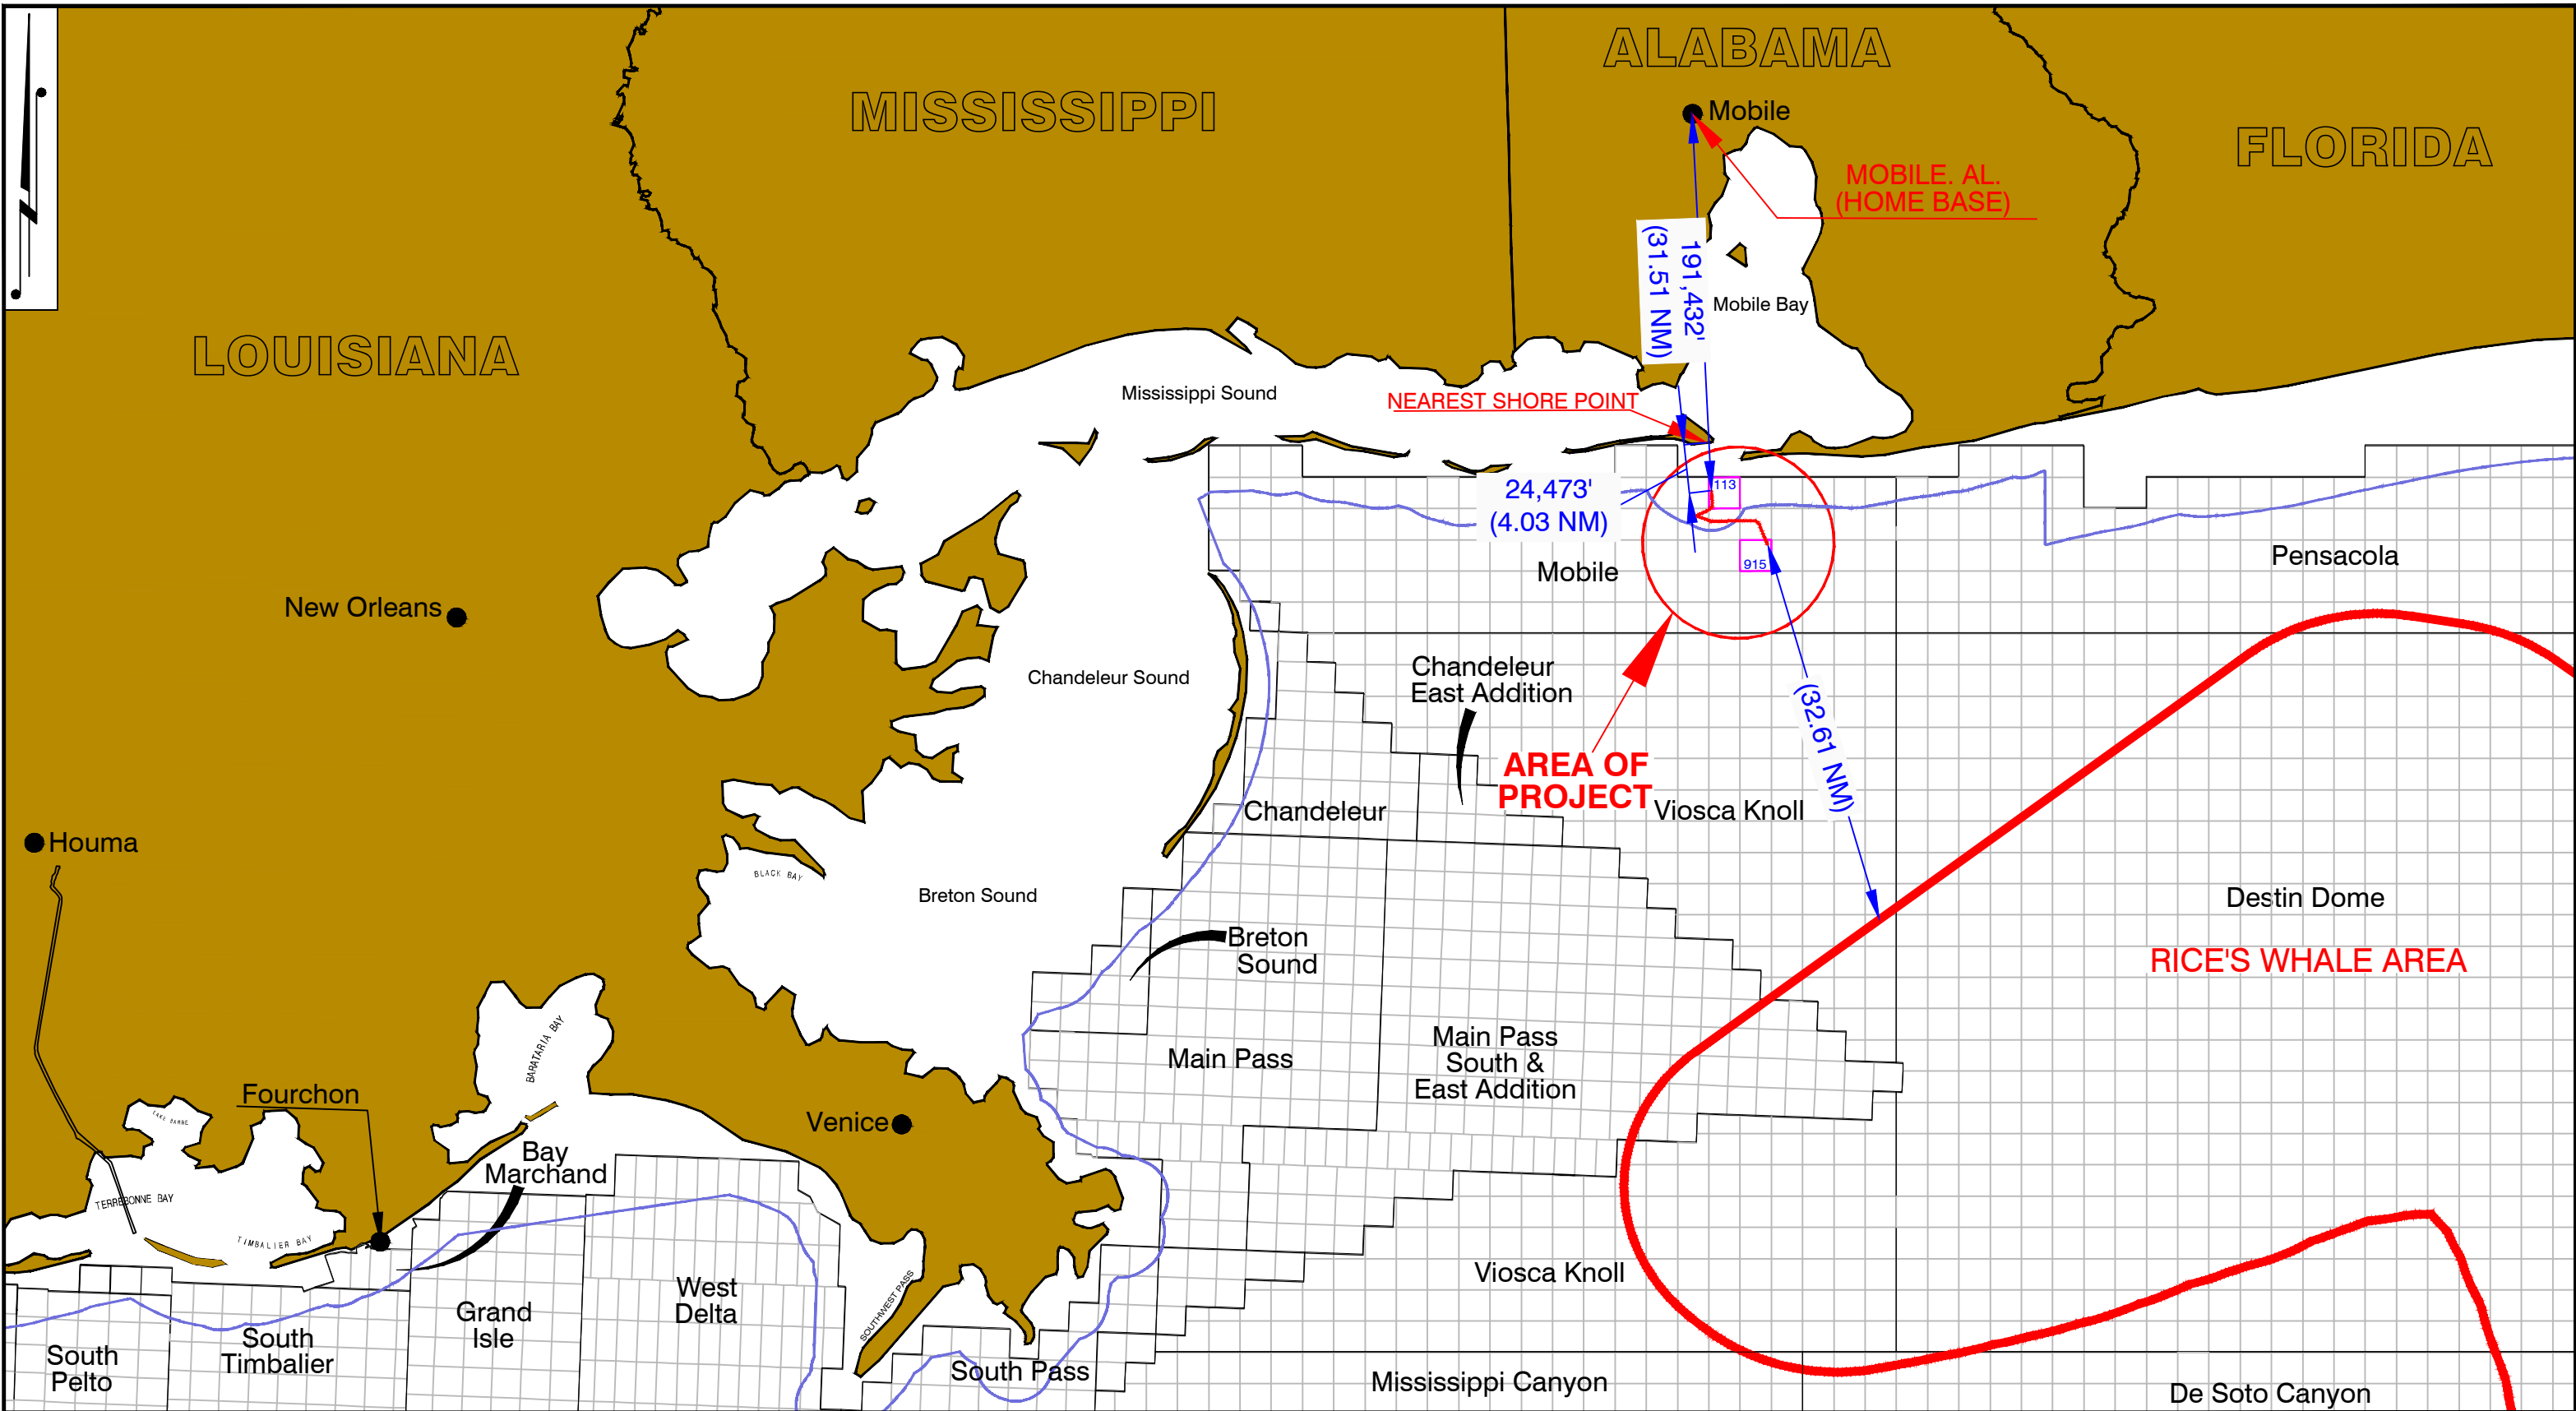 ALABAMA
MISSISSIPPI
Mobile
FLORIDA
MOBILE. AL.
(HOME BASE)
191,432'
(31.51 NM)
Mobile Bay
LOUISIANA
Mississippi Sound
NEAREST SHORE POINT
24,473'
(4.03 NM)
113
915
Mobile
Pensacola
New Orleans
Chandeleur Sound
Chandeleur
East Addition
(32.61 NM)
AREA OF
PROJECT
Viosca Knoll
Chandeleur
Houma
BLACK BAY
Breton Sound
Destin Dome
Breton
Sound
RICE'S WHALE AREA
BARATARIA BAY
Main Pass
Main Pass
South &
East Addition
Fourchon
LAKE BARRE
Venice
Bay
Marchand
TERREBONNE BAY
TIMBALIER BAY
SOUTHWEST PASS
Viosca Knoll
West
Delta
Grand
Isle
South
Timbalier
South
Pelto
South Pass
Mississippi Canyon
De Soto Canyon